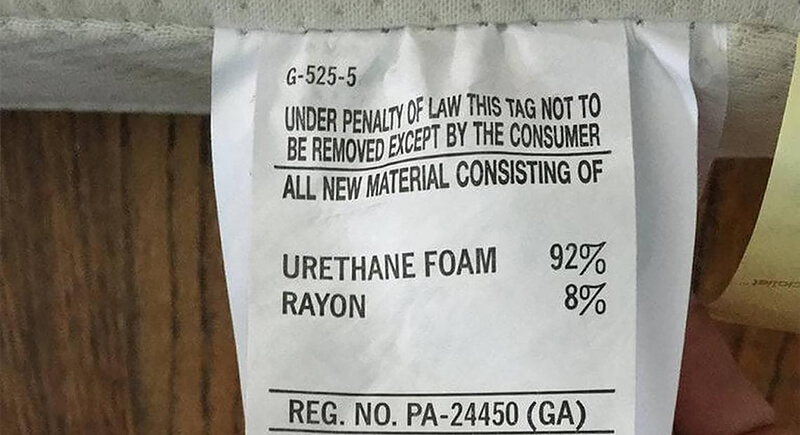 G-525-5
UNDER PENALTY OF LAW THIS TAG NOT TO
BE REMOVED EXCEPT BY THE CONSUMER
ALL NEW MATERIAL CONSISTING OF
URETHANE FOAM 92%
RAYON 8%
REG. NO. PA-24450 (GA)